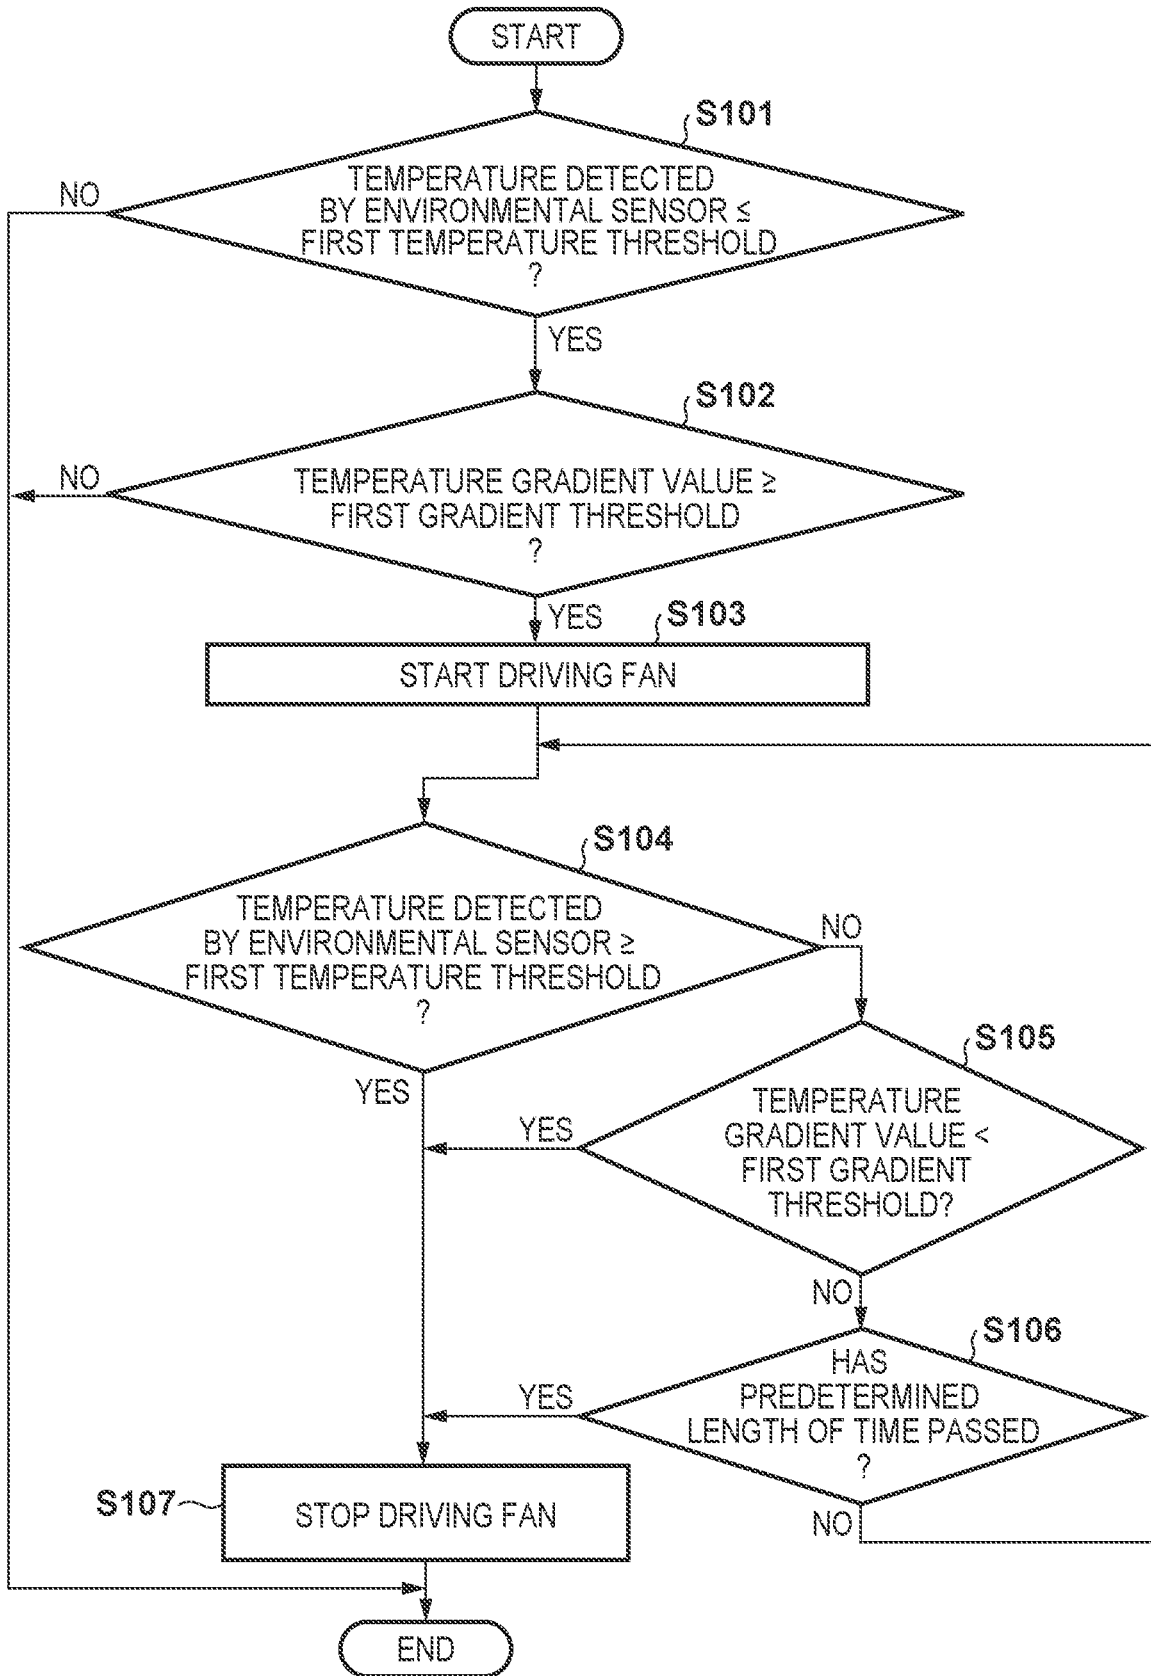 START
S101
TEMPERATURE DETECTED
BY ENVIRONMENTAL SENSOR ≤
FIRST TEMPERATURE THRESHOLD
?
NO
YES
S102
TEMPERATURE GRADIENT VALUE ≥
FIRST GRADIENT THRESHOLD
?
NO
YES
S103
START DRIVING FAN
S104
TEMPERATURE DETECTED
BY ENVIRONMENTAL SENSOR ≥
FIRST TEMPERATURE THRESHOLD
?
NO
YES
S105
TEMPERATURE
GRADIENT VALUE <
FIRST GRADIENT
THRESHOLD?
YES
NO
S106
HAS
PREDETERMINED
LENGTH OF TIME PASSED
?
YES
NO
S107
STOP DRIVING FAN
END